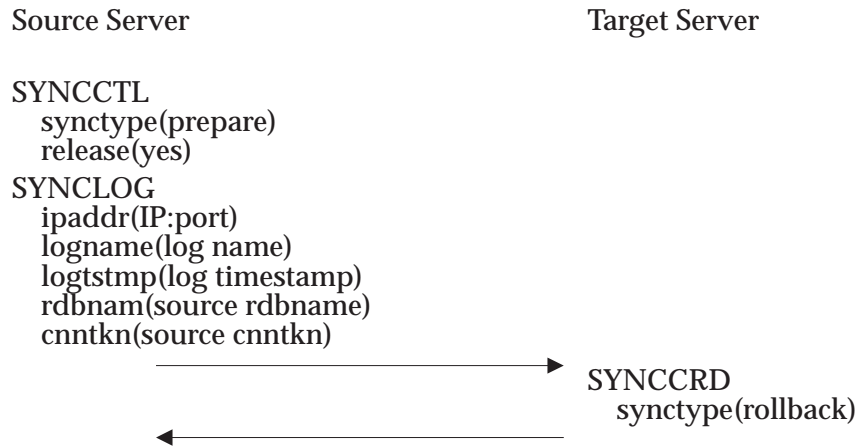 Source Server
Target Server
SYNCCTL
synctype(prepare)
release(yes)
SYNCLOG
ipaddr(IP:port)
logname(log name)
logtstmp(log timestamp)
rdbnam(source rdbname)
cnntkn(source cnntkn)
SYNCCRD
synctype(rollback)